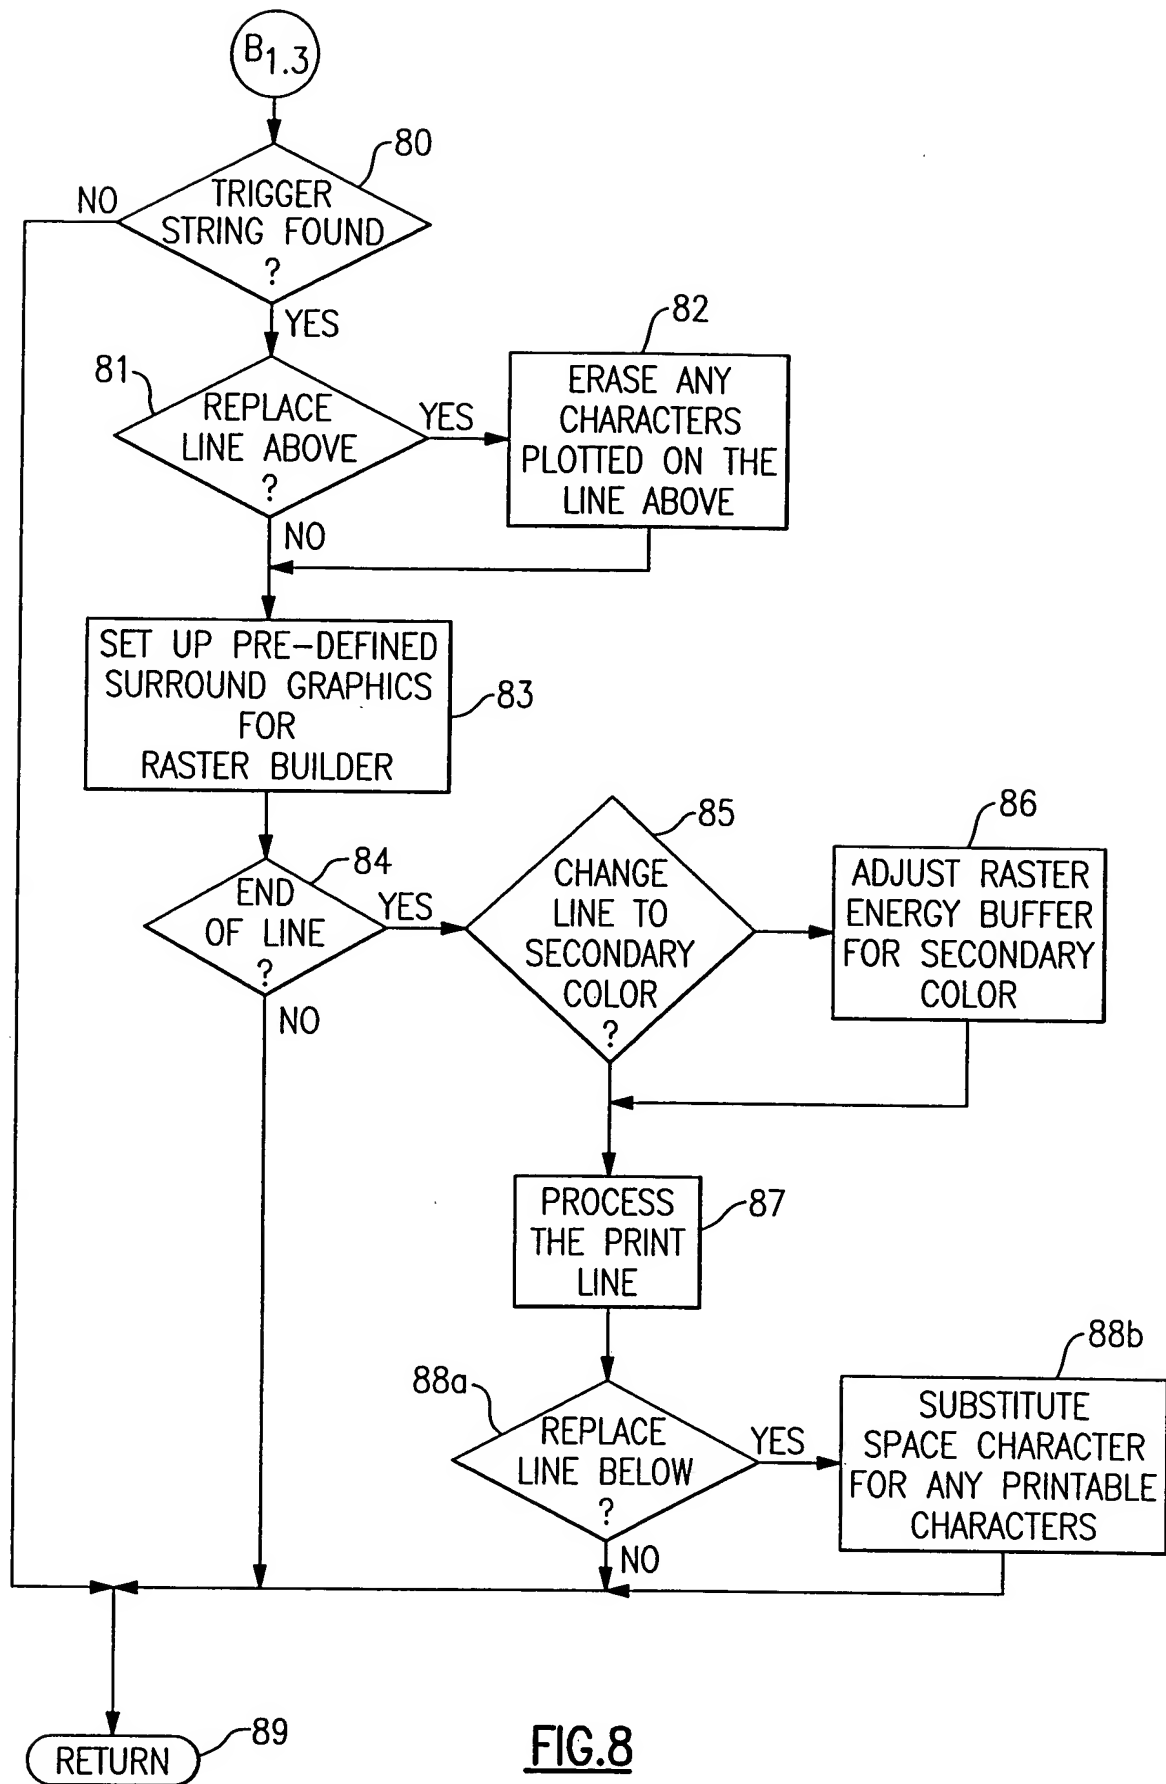 B1.3
80
NO
TRIGGER
STRING FOUND
?
YES
82
81
REPLACE
LINE ABOVE
?
YES
ERASE ANY
CHARACTERS
PLOTTED ON THE
LINE ABOVE
NO
SET UP PRE-DEFINED
SURROUND GRAPHICS
FOR
RASTER BUILDER
83
84
END
OF LINE
?
YES
NO
85
CHANGE
LINE TO
SECONDARY
COLOR
?
86
ADJUST RASTER
ENERGY BUFFER
FOR SECONDARY
COLOR
PROCESS
THE PRINT
LINE
87
88a
REPLACE
LINE BELOW
?
YES
NO
88b
SUBSTITUTE
SPACE CHARACTER
FOR ANY PRINTABLE
CHARACTERS
RETURN
89
FIG.8